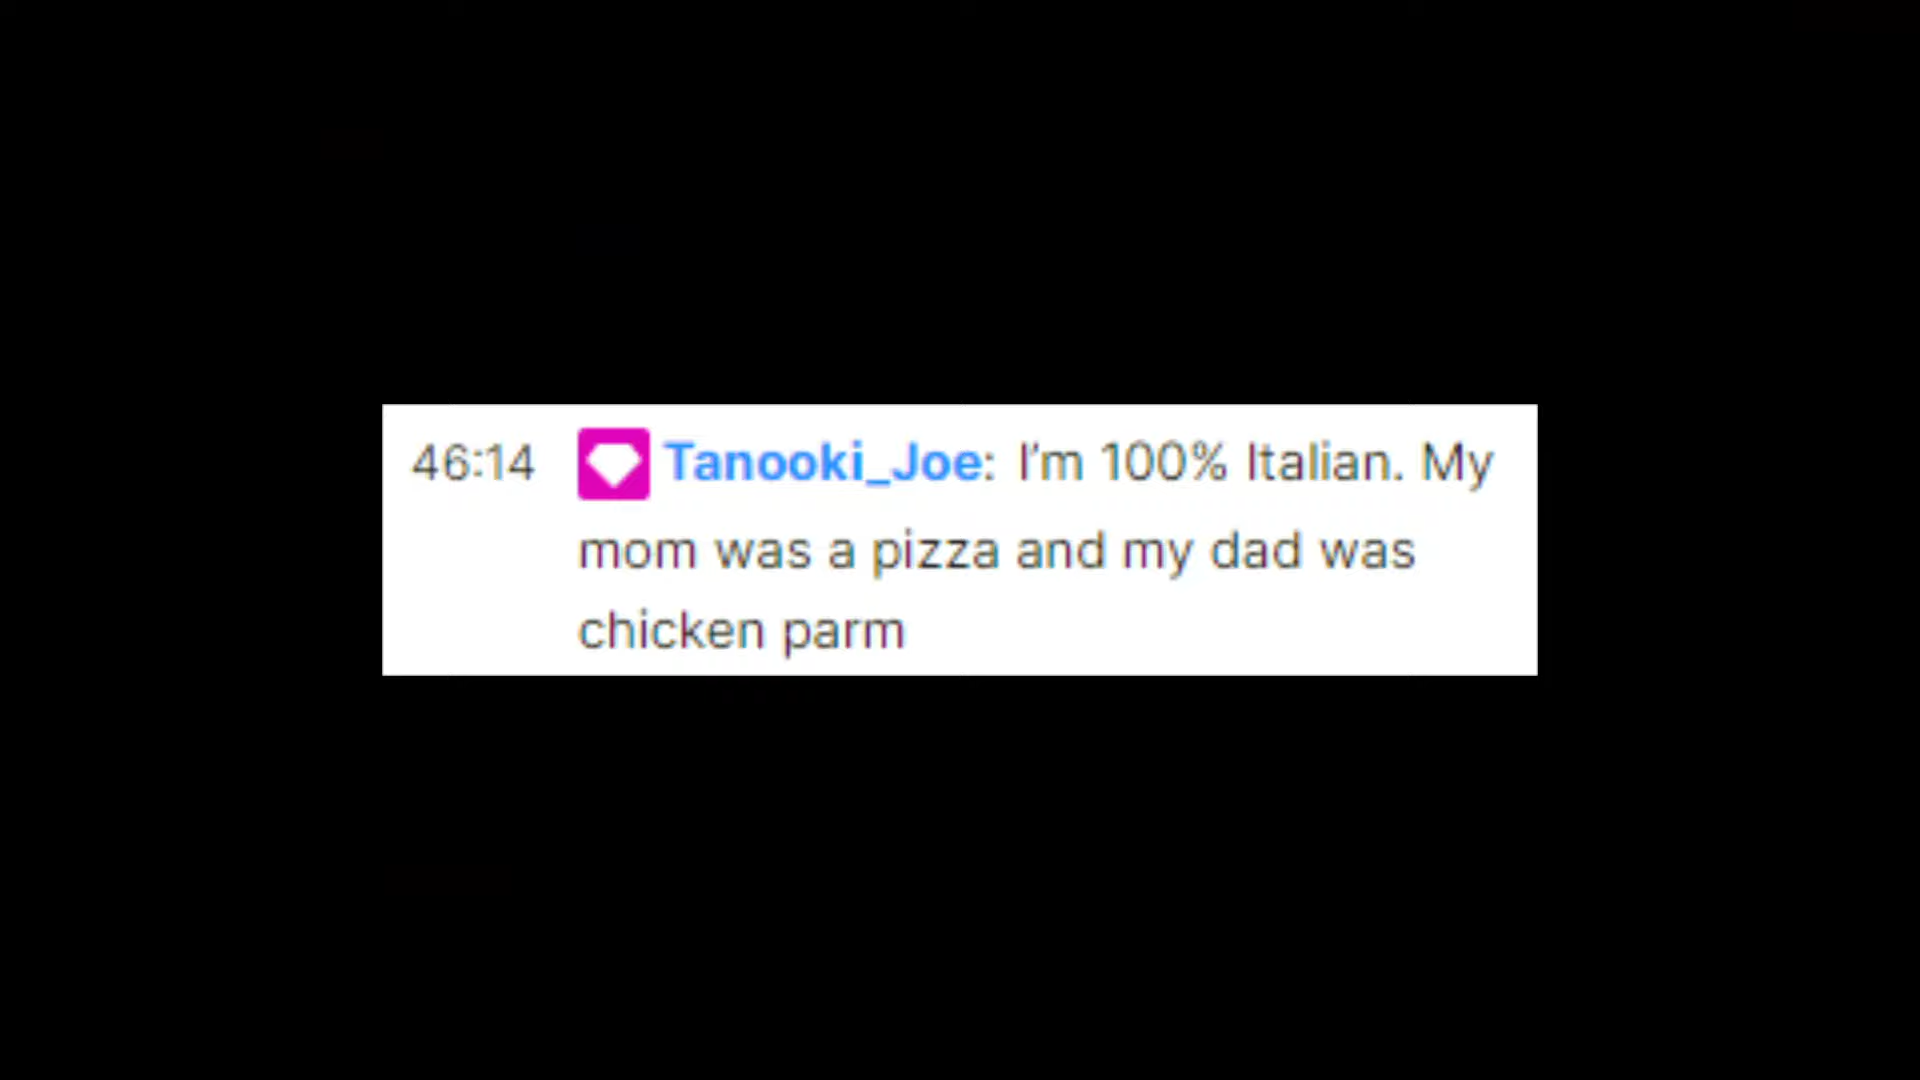 46:14 Tanooki_Joe: I'm 100% Italian. My
mom was a pizza and my dad was
chicken parm